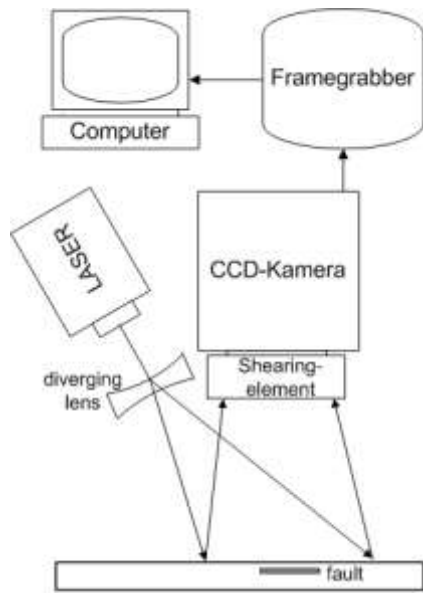 Framegrabber
Computer
LASER
CCD-Kamera
diverging
lens
Shearing-
element
fault